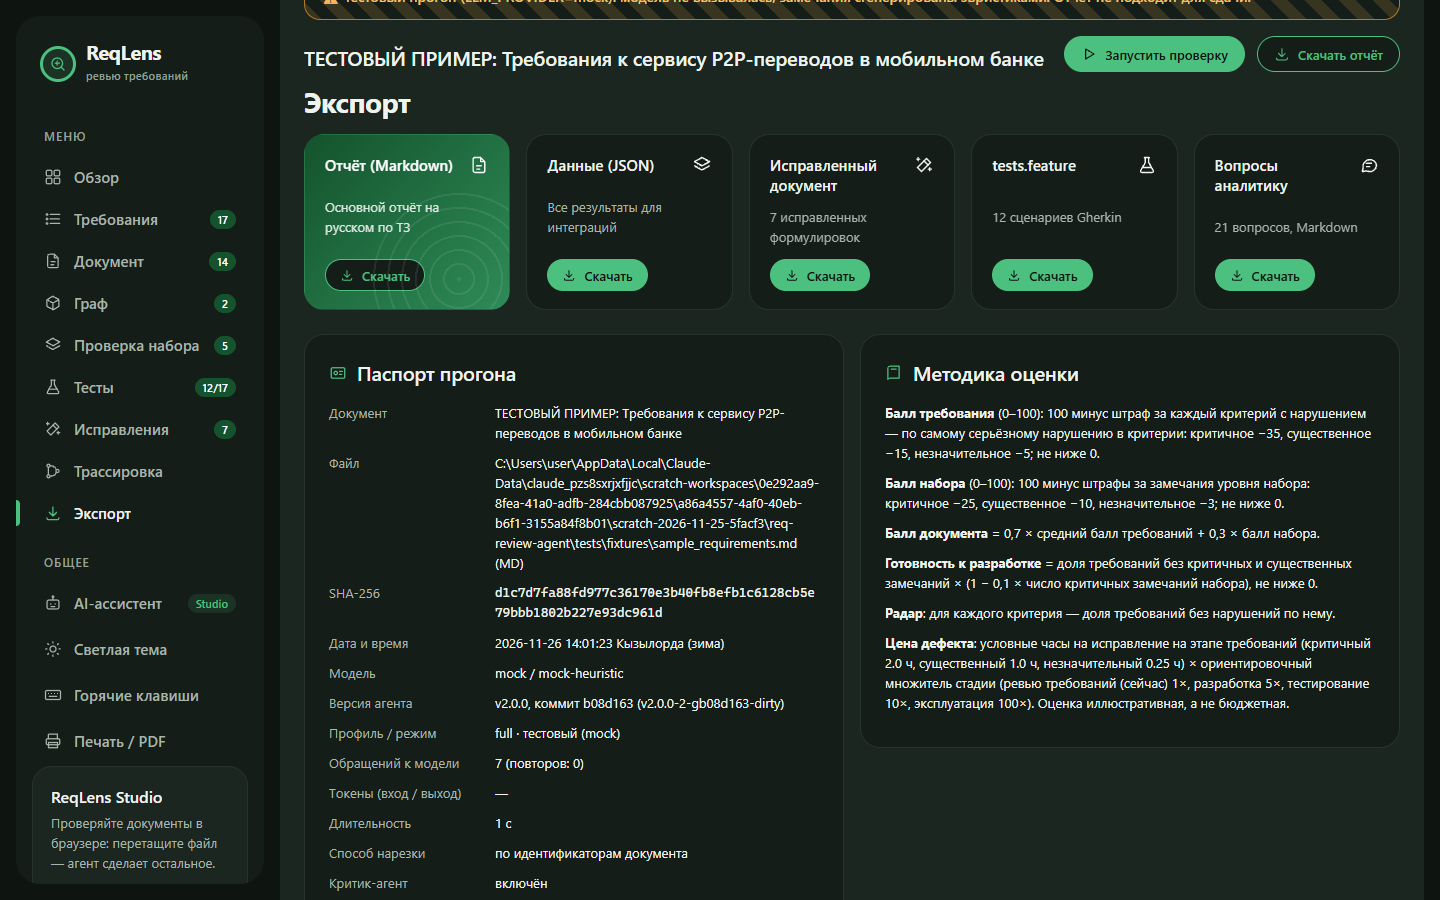 ReqLens
ревью требований
МЕНЮ
Обзор
Требования 17
Документ 14
Граф 2
Проверка набора 5
Тесты 12/17
Исправления 7
Трассировка
Экспорт
ОБЩЕЕ
AI-ассистент Studio
Светлая тема
Горячие клавиши
Печать / PDF
ReqLens Studio
Проверяйте документы в
браузере: перетащите файл
— агент сделает остальное.
Тестовый прогон (LLM_PROVIDER=mock): модель не вызывалась, замечания сгенерированы эвристиками. Отчёт не подходит для сдачи.
ТЕСТОВЫЙ ПРИМЕР: Требования к сервису P2P-переводов в мобильном банке
Запустить проверку
Скачать отчёт
Экспорт
Отчёт (Markdown)
Основной отчёт на
русском по ТЗ
Скачать
Данные (JSON)
Все результаты для
интеграций
Скачать
Исправленный
документ
7 исправленных
формулировок
Скачать
tests.feature
12 сценариев Gherkin
Скачать
Вопросы
аналитику
21 вопросов, Markdown
Скачать
Паспорт прогона
Документ ТЕСТОВЫЙ ПРИМЕР: Требования к сервису P2P-
переводов в мобильном банке
Файл C:\Users\user\AppData\Local\Claude-
Data\claude_pzs8sxrjxfjjc\scratch-workspaces\0e292aa9-
8fea-41a0-adfb-284cbb087925\a86a4557-4af0-40eb-
b6f1-3155a84f8b01\scratch-2026-11-25-5facf3\req-
review-agent\tests\fixtures\sample_requirements.md
(MD)
SHA-256 d1c7d7fa88fd977c36170e3b40fb8efb1c6128cb5e
79bbb1802b227e93dc961d
Дата и время 2026-11-26 14:01:23 Кызылорда (зима)
Модель mock / mock-heuristic
Версия агента v2.0.0, коммит b08d163 (v2.0.0-2-gb08d163-dirty)
Профиль / режим full · тестовый (mock)
Обращений к модели 7 (повторов: 0)
Токены (вход / выход) —
Длительность 1 с
Способ нарезки по идентификаторам документа
Критик-агент включён
Методика оценки
Балл требования (0–100): 100 минус штраф за каждый критерий с нарушением
— по самому серьёзному нарушению в критерии: критичное −35, существенное
−15, незначительное −5; не ниже 0.
Балл набора (0–100): 100 минус штрафы за замечания уровня набора:
критичное −25, существенное −10, незначительное −3; не ниже 0.
Балл документа = 0,7 × средний балл требований + 0,3 × балл набора.
Готовность к разработке = доля требований без критичных и существенных
замечаний × (1 − 0,1 × число критичных замечаний набора), не ниже 0.
Радар: для каждого критерия — доля требований без нарушений по нему.
Цена дефекта: условные часы на исправление на этапе требований (критичный
2.0 ч, существенный 1.0 ч, незначительный 0.25 ч) × ориентировочный
множитель стадии (ревью требований (сейчас) 1×, разработка 5×, тестирование
10×, эксплуатация 100×). Оценка иллюстративная, а не бюджетная.